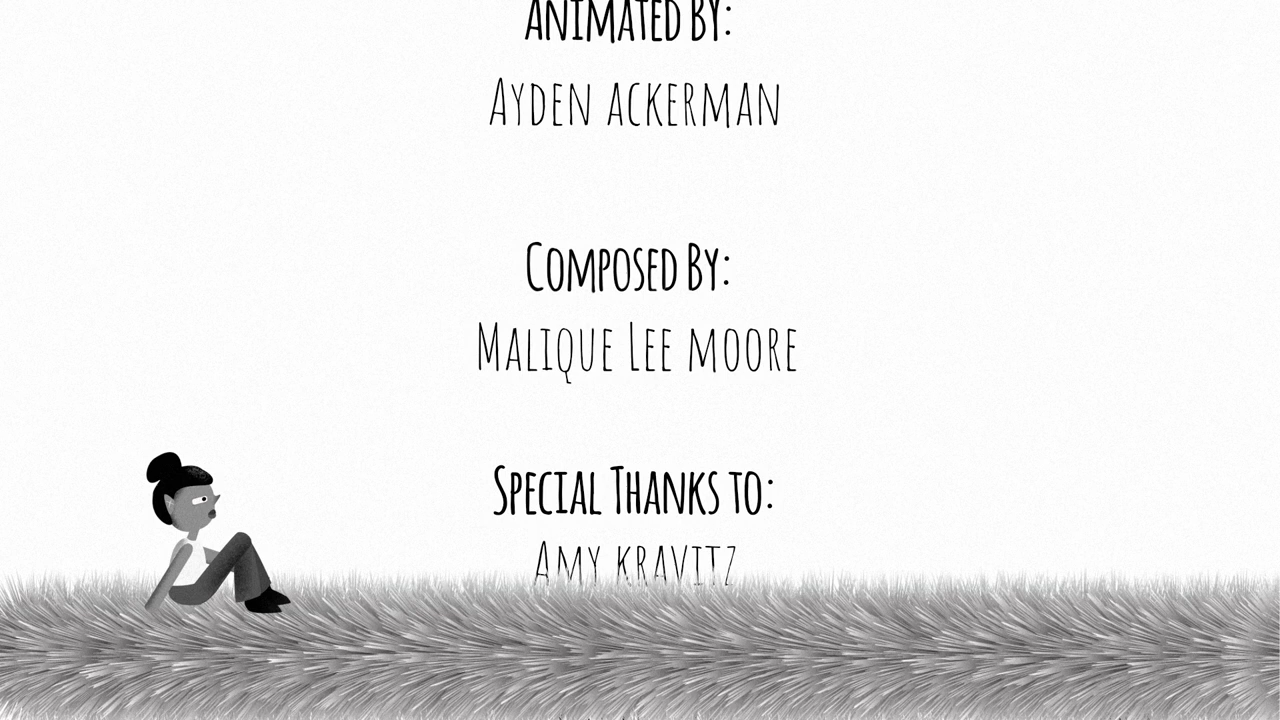 ANIMATED BY:
AYDEN ACKERMAN
COMPOSED BY:
MALIQUE LEE MOORE
SPECIAL THANKS TO:
AMY KRAVITZ